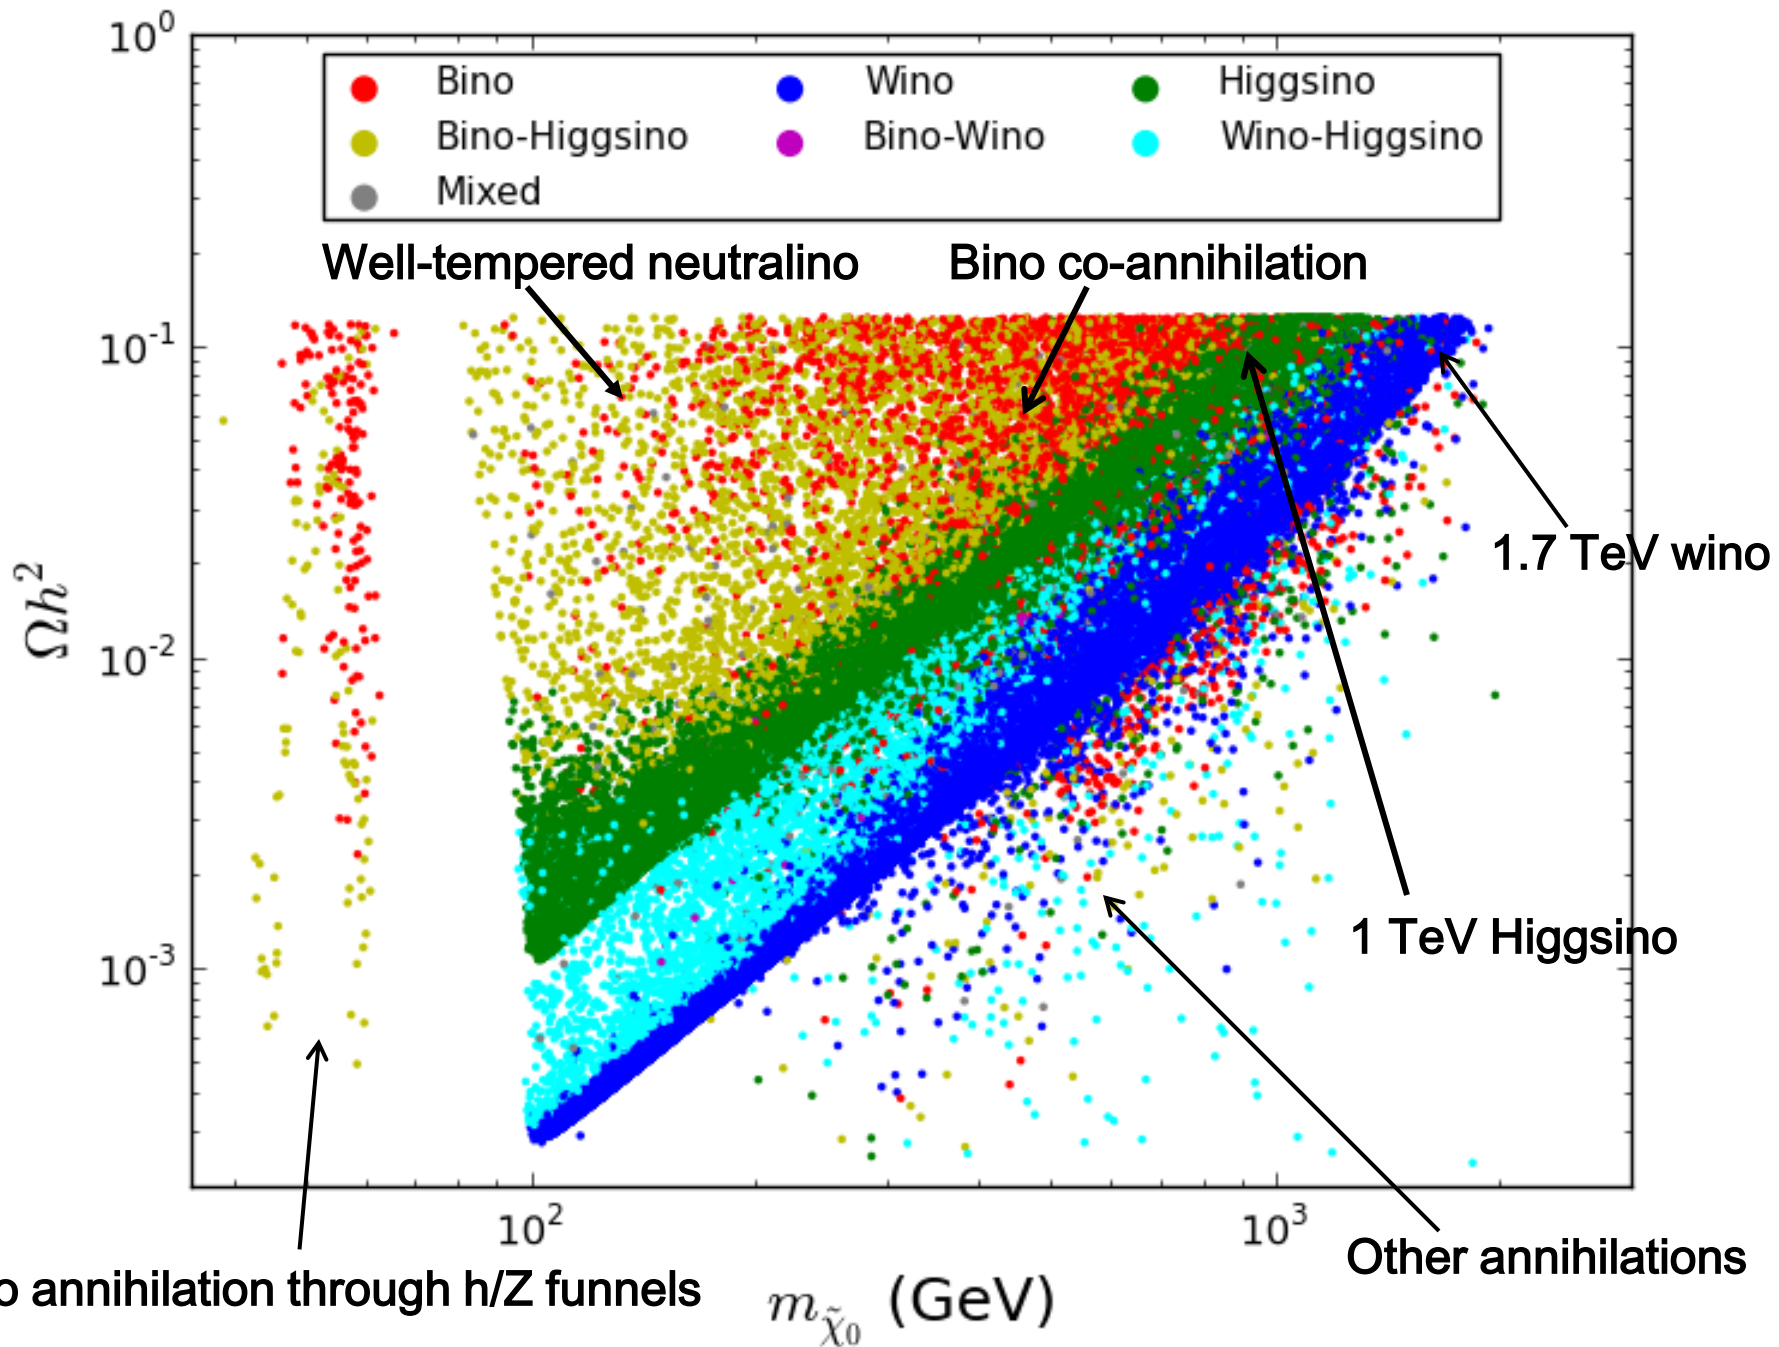 10^0
Bino Wino Higgsino
Bino-Higgsino Bino-Wino Wino-Higgsino
Mixed
Well-tempered neutralino Bino co-annihilation
10^-1
1.7 TeV wino
Ωh^2
10^-2
1 TeV Higgsino
10^-3
10^2 10^3
Other annihilations
o annihilation through h/Z funnels
m_χ̃0 (GeV)